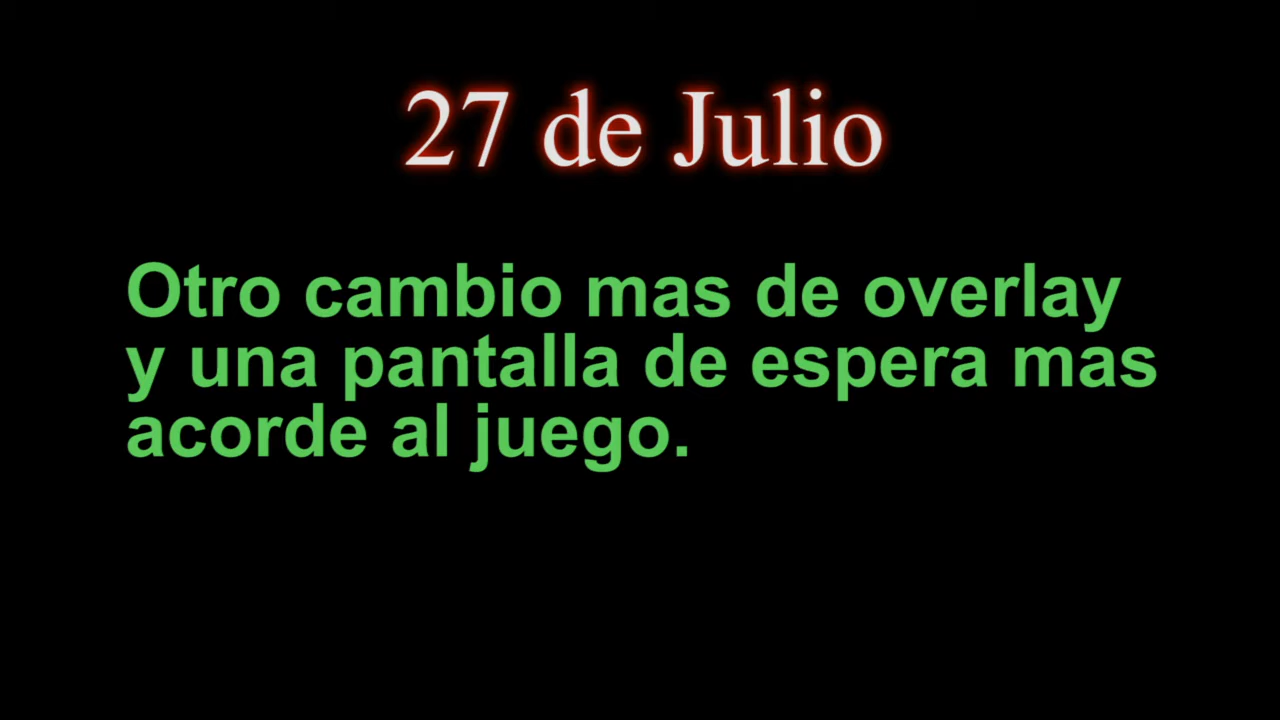 27 de Julio
Otro cambio mas de overlay
y una pantalla de espera mas
acorde al juego.